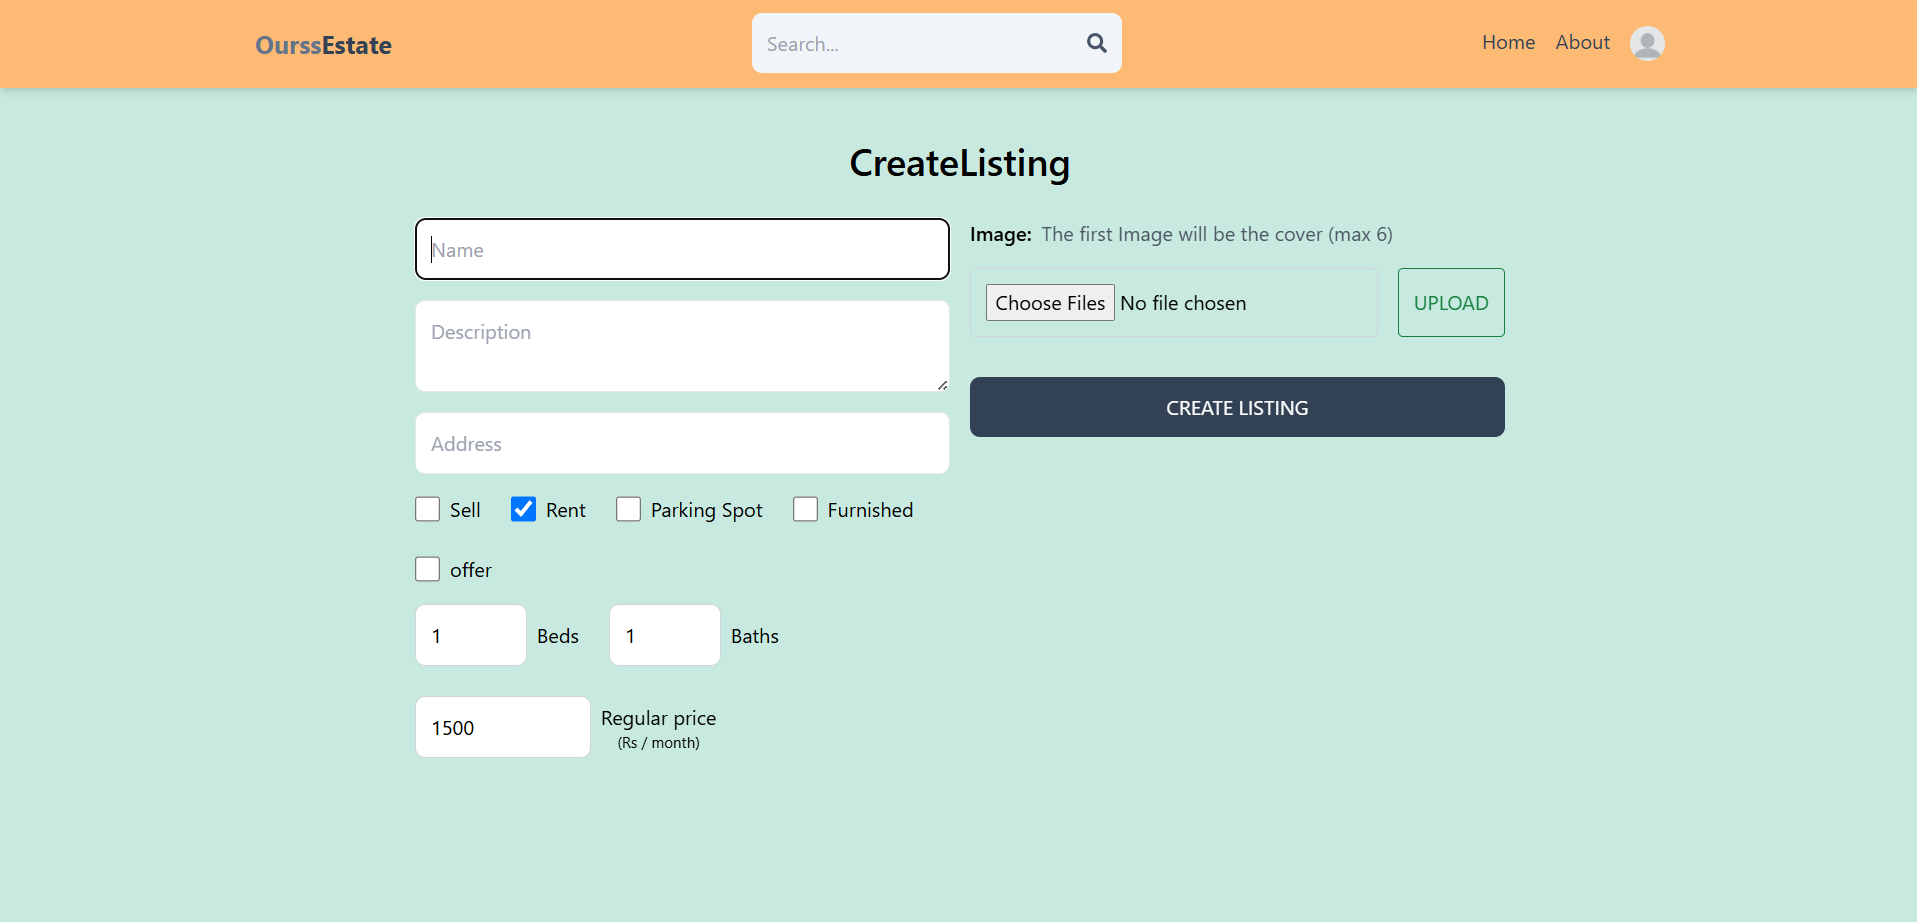 OurssEstate
Search...
Home About
CreateListing
Name
Description
Address
Sell Rent Parking Spot Furnished
offer
1 Beds 1 Baths
1500 Regular price
(Rs / month)
Image: The first Image will be the cover (max 6)
Choose Files No file chosen UPLOAD
CREATE LISTING